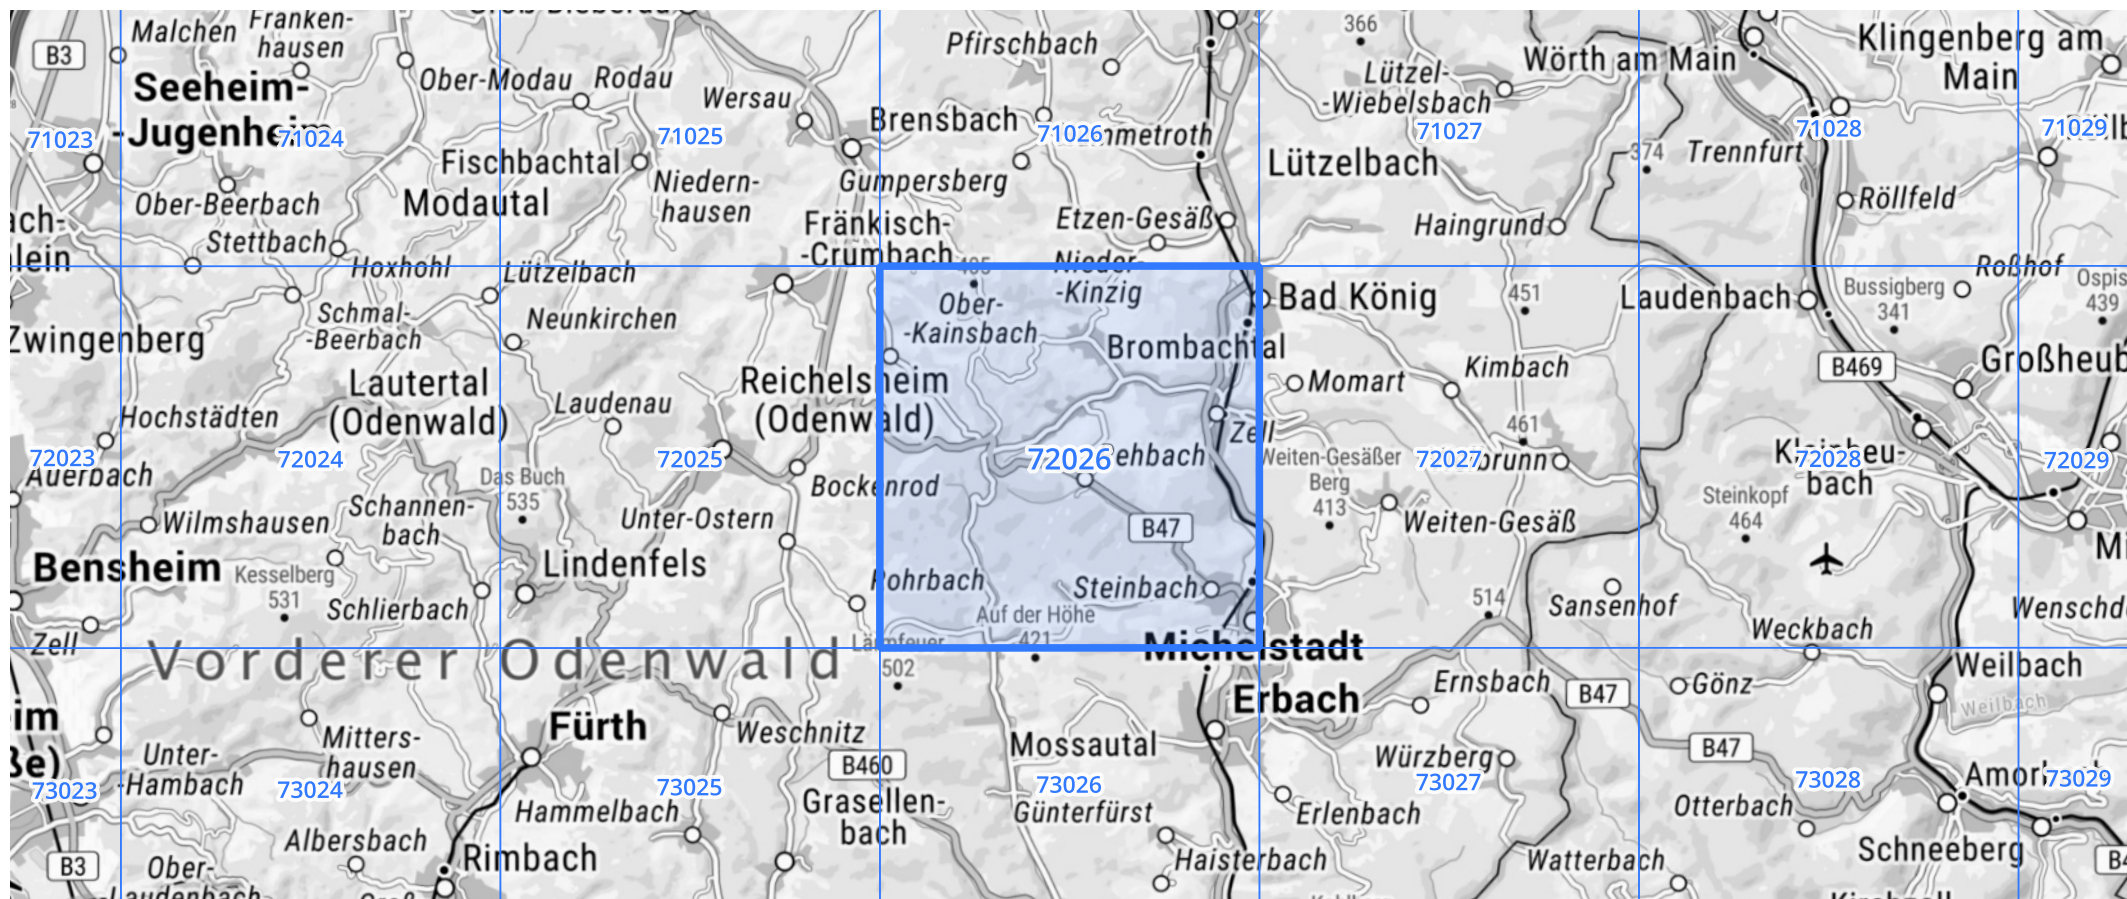 Malchen
Franken-
hausen
B3
Seeheim-
-Jugenheim
71023
71024
Ober-Modau
Rodau
Wersau
71025
Fischbachtal
Modautal
Niedern-
hausen
Ober-Beerbach
Stettbach
Hoxhohl
Pfirschbach
Brensbach
71026
Gumpersberg
Fränkisch-
-Crumbach
Etzen-Gesäß
366
Lützel-
-Wiebelsbach
71027
Lützelbach
Haingrund
Wörth am Main
Klingenberg am
Main
71028
71029
374
Trennfurt
Röllfeld
Roßhof
Zwingenberg
Schmal-
-Beerbach
Lützelbach
Neunkirchen
Lautertal
(Odenwald)
Hochstädten
72023
Auerbach
72024
Laudenau
Reichelsheim
(Odenwald)
Das Buch
535
72025
Bockenrod
Wilmshausen
Schannen-
bach
Unter-Ostern
Bensheim
Kesselberg
531
Schlierbach
Lindenfels
Zell
Vorderer Odenwald
Nieder-
-Kinzig
Ober-
-Kainsbach
Brombachtal
Zell
72026
B47
Rohrbach
Steinbach
Auf der Höhe
421
Michelstadt
Bad König
451
Momart
Kimbach
461
Weiten-Gesäßer
Berg
413
72027
Weiten-Gesäß
514
Laudenbach
Bussigberg
341
439
B469
72028
bach
72029
Steinkopf
464
Sansenhof
Weckbach
73023
Unter-
-Hambach
73024
Mitters-
hausen
Fürth
Weschnitz
73025
Hammelbach
B460
Grasellen-
bach
B3
Ober-
Albersbach
Rimbach
502
Mossautal
73026
Günterfürst
Haisterbach
Erbach
Ernsbach
Würzberg
73027
Erlenbach
B47
Gönz
B47
73028
Otterbach
Watterbach
Weilbach
Weilbach
73029
Schneeberg